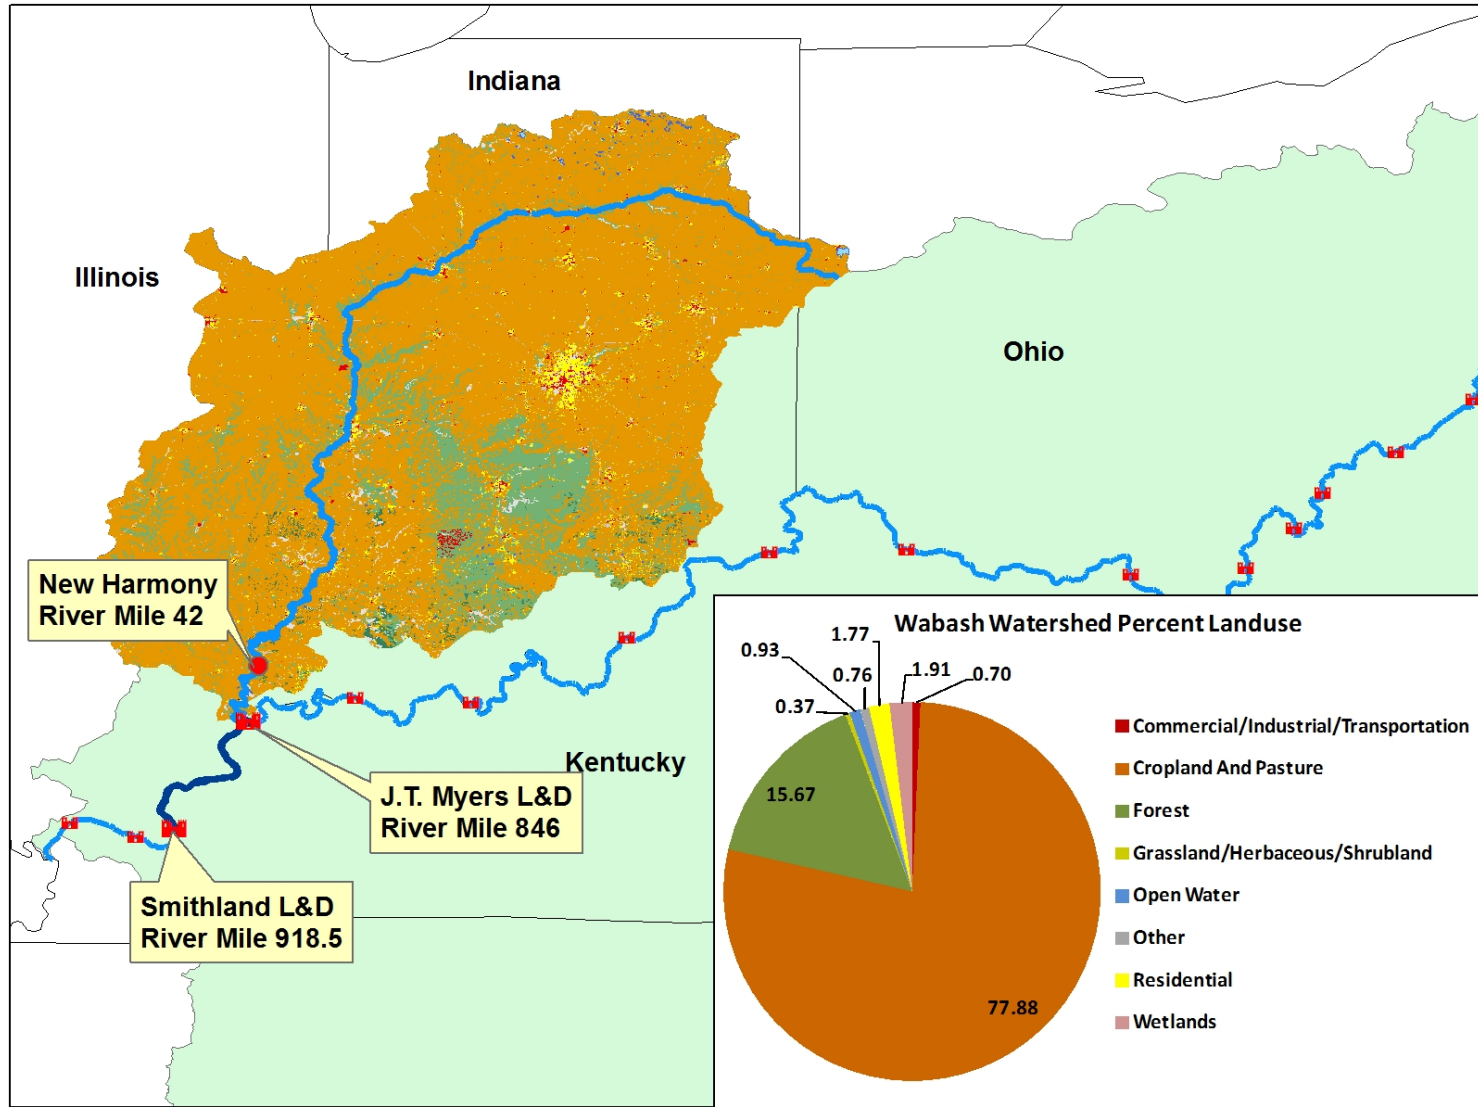 Indiana
Illinois
Ohio
New Harmony
River Mile 42
Kentucky
J.T. Myers L&D
River Mile 846
Smithland L&D
River Mile 918.5
Wabash Watershed Percent Landuse
0.93
1.77
0.76
1.91
0.70
0.37
15.67
77.88
Commercial/Industrial/Transportation
Cropland And Pasture
Forest
Grassland/Herbaceous/Shrubland
Open Water
Other
Residential
Wetlands